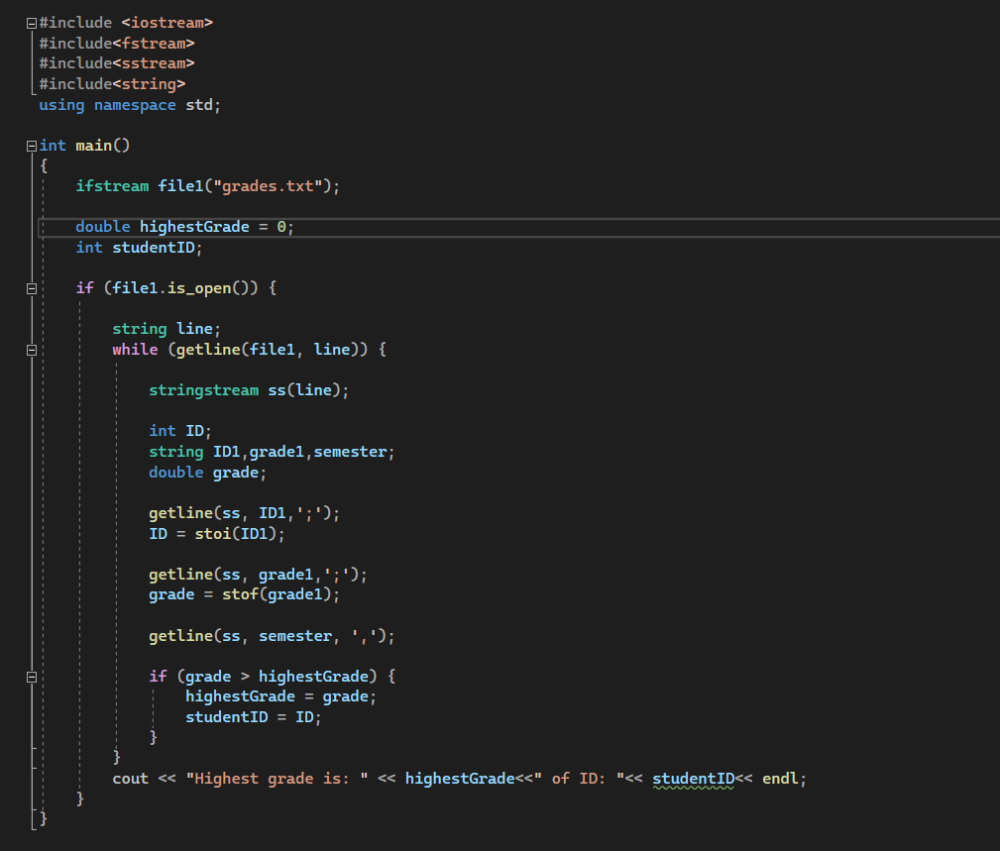 #include <iostream>
#include<fstream>
#include<sstream>
#include<string>
using namespace std;
int main()
{
ifstream file1("grades.txt");
double highestGrade = 0;
int studentID;
if (file1.is_open()) {
string line;
while (getline(file1, line)) {
stringstream ss(line);
int ID;
string ID1,grade1,semester;
double grade;
getline(ss, ID1,';');
ID = stoi(ID1);
getline(ss, grade1,';');
grade = stof(grade1);
getline(ss, semester, ',');
if (grade > highestGrade) {
highestGrade = grade;
studentID = ID;
}
}
cout << "Highest grade is: " << highestGrade<<" of ID: "<< studentID<< endl;
}
}